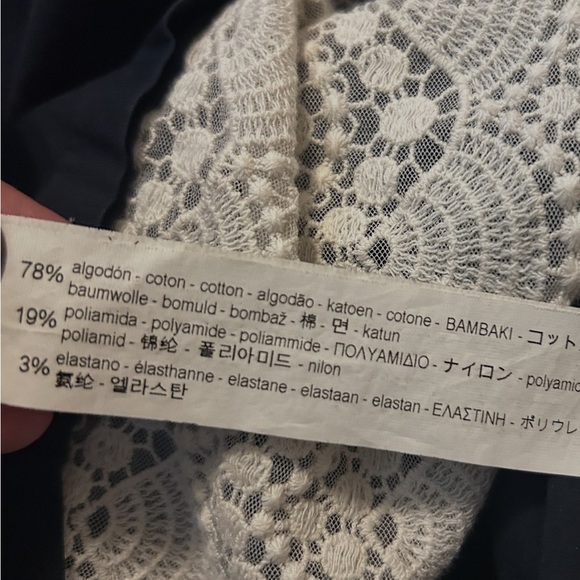 78% algodón - coton - cotton - algodão - katoen - cotone - BAMBAKI - コット
baumwolle - bomuld - bombaž - 棉 - 면 - katun
19% poliamida - polyamide - poliammide - ΠΟΛΥΑΜΙΔΙΟ - ナイロン - polyamid
poliamid - 锦纶 - 폴리아미드 - nilon
3% elastano - élasthanne - elastane - elastaan - elastan - ΕΛΑΣΤΙΝΗ - ポリウレ
氨纶 - 엘라스탄